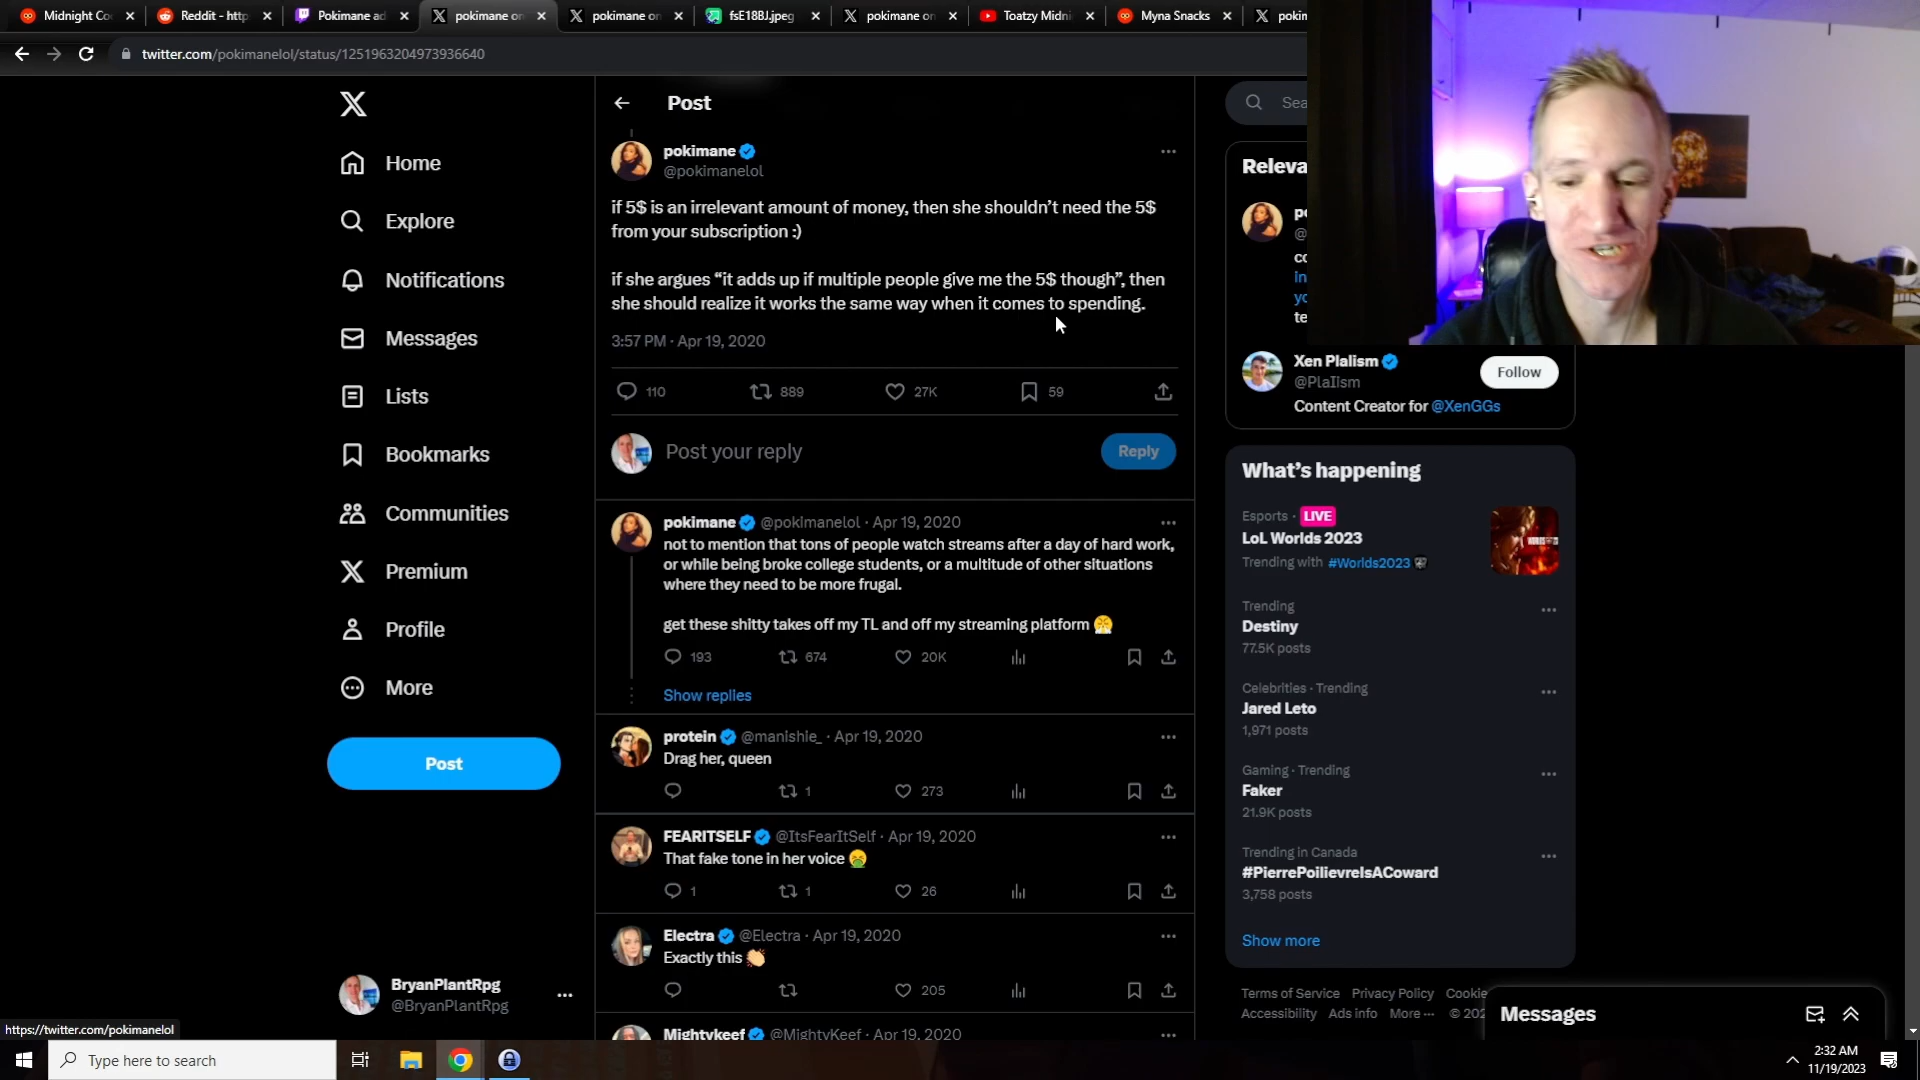 Midnight Co
Reddit - http
Pokimane ad
pokimane on
pokimane on
fsE18BJ.jpeg
pokimane on
Toatzy Midni
Myna Snacks
pokim
twitter.com/pokimanelol/status/1251963204973936640
Home
Explore
Notifications
Messages
Lists
Bookmarks
Communities
Premium
Profile
More
Post
BryanPlantRpg
@BryanPlantRpg
https://twitter.com/pokimanelol
Post
pokimane
@pokimanelol
if 5$ is an irrelevant amount of money, then she shouldn't need the 5$
from your subscription :)
if she argues "it adds up if multiple people give me the 5$ though", then
she should realize it works the same way when it comes to spending.
3:57 PM · Apr 19, 2020
110 889 27K 59
Post your reply
Reply
pokimane @pokimanelol · Apr 19, 2020
not to mention that tons of people watch streams after a day of hard work,
or while being broke college students, or a multitude of other situations
where they need to be more frugal.
get these shitty takes off my TL and off my streaming platform 😤
193 674 20K
Show replies
protein @manishie_ · Apr 19, 2020
Drag her, queen
1 273
FEARITSELF @ItsFearItSelf · Apr 19, 2020
That fake tone in her voice 🤮
1 1 26
Electra @Electra · Apr 19, 2020
Exactly this 👏🏻
205
Mightykeef @MightyKeef · Apr 19, 2020
Sea
Releva
po
@
co
in
yo
te
Xen Plalism
@PlaIism
Follow
Content Creator for @XenGGs
What's happening
Esports · LIVE
LoL Worlds 2023
Trending with #Worlds2023
Trending
Destiny
77.5K posts
Celebrities · Trending
Jared Leto
1,971 posts
Gaming · Trending
Faker
21.9K posts
Trending in Canada
#PierrePoilievreIsACoward
3,758 posts
Show more
Terms of Service Privacy Policy Cookie
Accessibility Ads info More ··· © 202
Messages
Type here to search
2:32 AM
11/19/2023